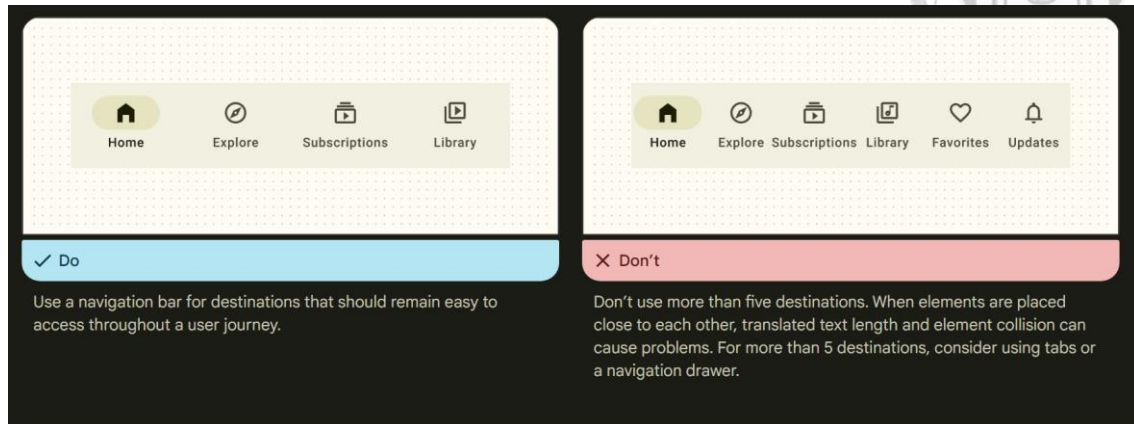 Home Explore Subscriptions Library
Do
Use a navigation bar for destinations that should remain easy to
access throughout a user journey.
Home Explore Subscriptions Library Favorites Updates
Don't
Don't use more than five destinations. When elements are placed
close to each other, translated text length and element collision can
cause problems. For more than 5 destinations, consider using tabs or
a navigation drawer.